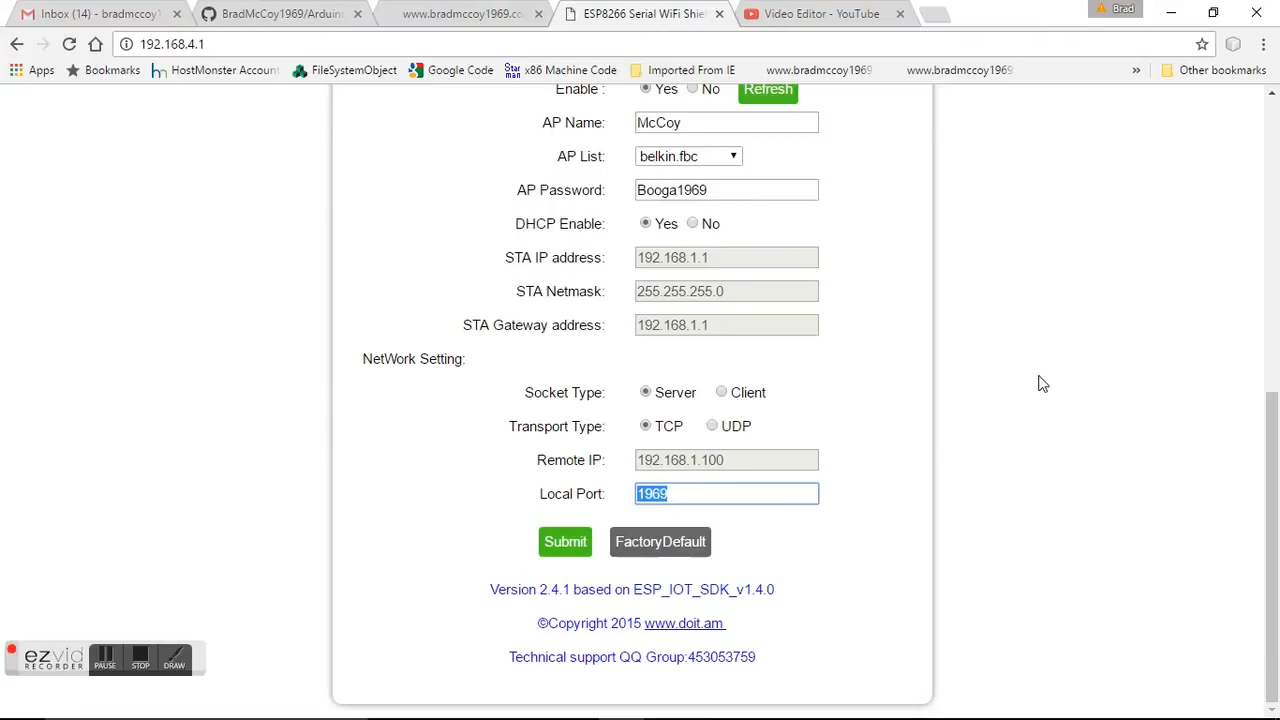 Inbox (14) - bradmccoy1
BradMcCoy1969/Arduin
www.bradmccoy1969.co
ESP8266 Serial WiFi Shie
Video Editor - YouTube
Brad
192.168.4.1
Apps
Bookmarks
HostMonster Account
FileSystemObject
Google Code
Star man
x86 Machine Code
Imported From IE
www.bradmccoy1969
www.bradmccoy1969
»
Other bookmarks
Enable : Yes No Refresh
AP Name: McCoy
AP List: belkin.fbc
AP Password: Booga1969
DHCP Enable: Yes No
STA IP address: 192.168.1.1
STA Netmask: 255.255.255.0
STA Gateway address: 192.168.1.1
NetWork Setting:
Socket Type: Server Client
Transport Type: TCP UDP
Remote IP: 192.168.1.100
Local Port: 1969
Submit FactoryDefault
Version 2.4.1 based on ESP_IOT_SDK_v1.4.0
©Copyright 2015 www.doit.am
Technical support QQ Group:453053759
ezvid
RECORDER
PAUSE
STOP
DRAW